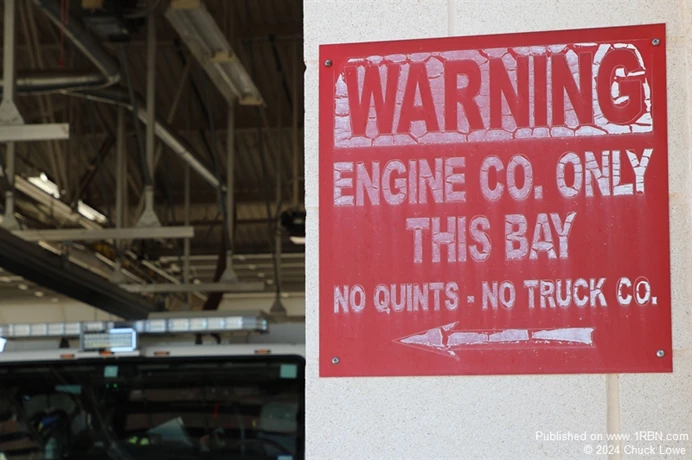 WARNING
ENGINE CO. ONLY
THIS BAY
NO QUINTS - NO TRUCK CO.
Published on www.1RBN.com
© 2024 Chuck Lowe